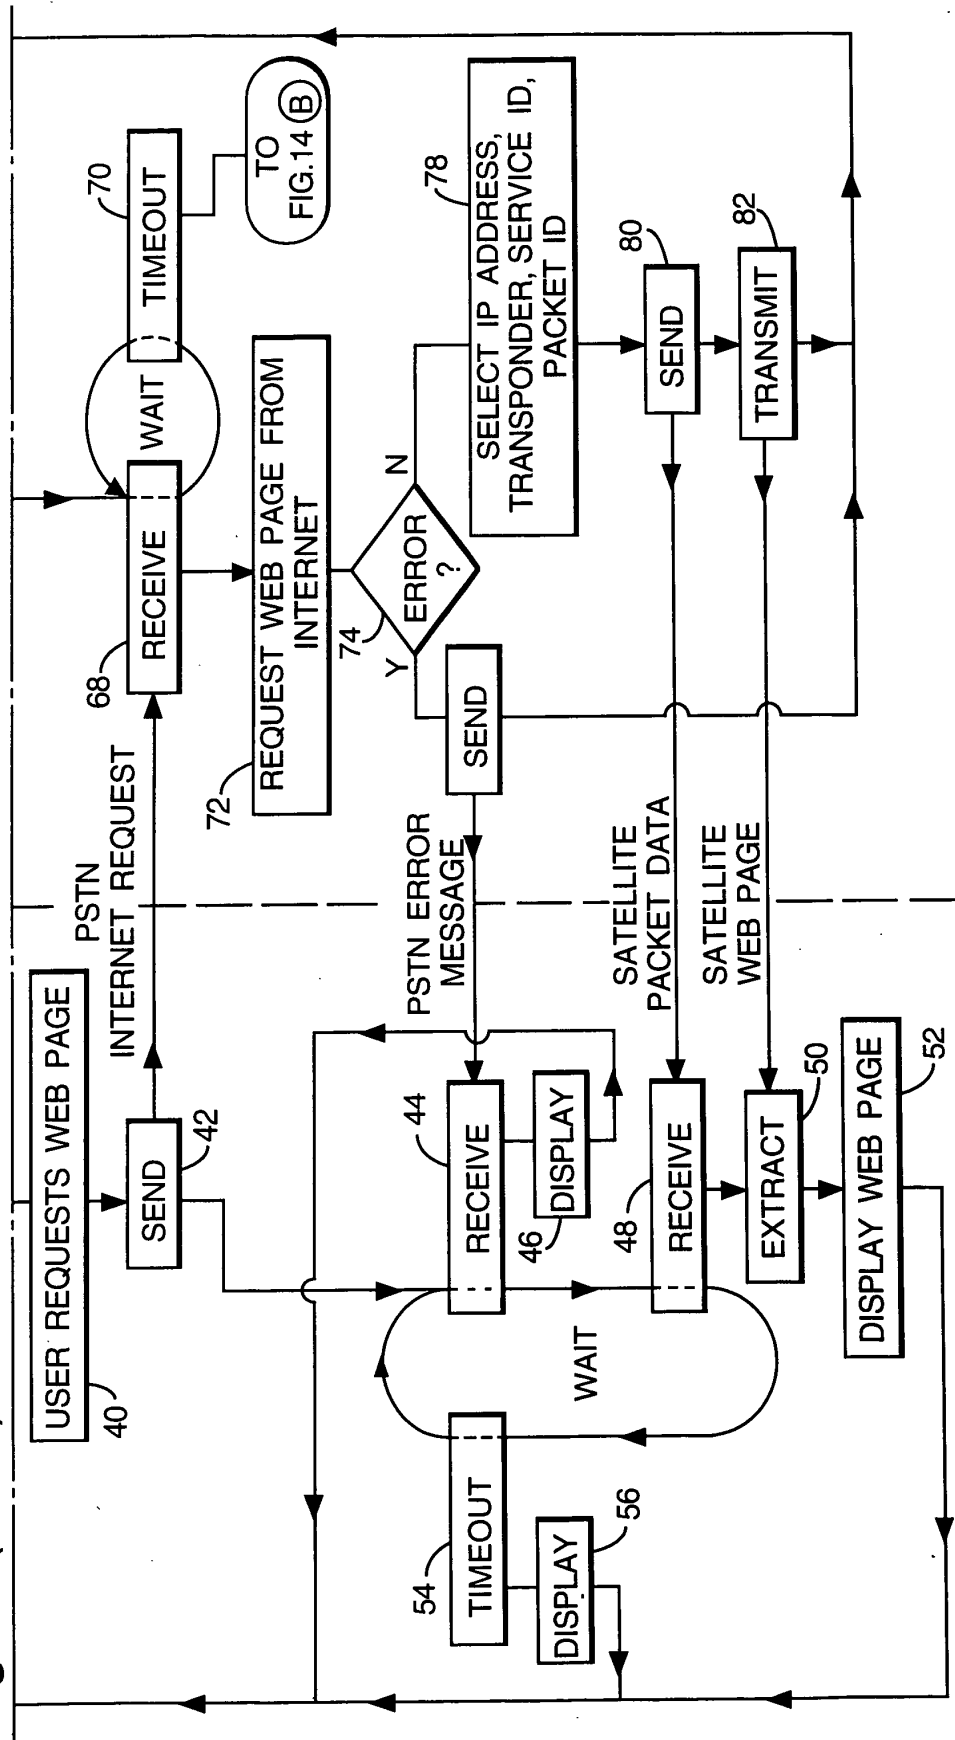 USER REQUESTS WEB PAGE
40
SEND
42
PSTN
INTERNET REQUEST
68
RECEIVE
WAIT
TIMEOUT
70
TO
FIG.14 B
72
REQUEST WEB PAGE FROM
INTERNET
74
ERROR
?
Y
N
SEND
PSTN ERROR
MESSAGE
78
SELECT IP ADDRESS,
TRANSPONDER, SERVICE ID,
PACKET ID
80
SEND
82
TRANSMIT
SATELLITE
PACKET DATA
SATELLITE
WEB PAGE
44
RECEIVE
46
DISPLAY
48
RECEIVE
50
EXTRACT
52
DISPLAY WEB PAGE
WAIT
54
TIMEOUT
56
DISPLAY